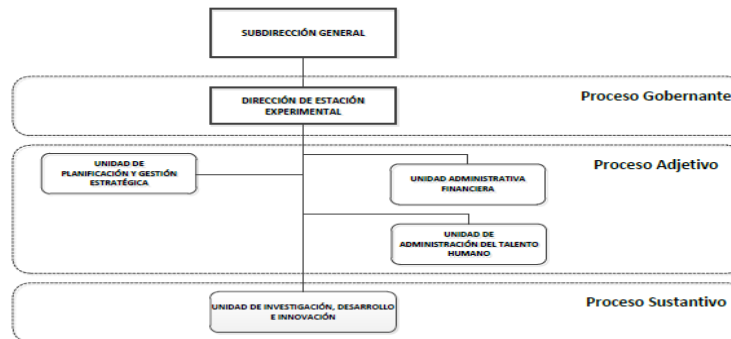 SUBDIRECCIÓN GENERAL
Proceso Gobernante
DIRECCIÓN DE ESTACIÓN
EXPERIMENTAL
Proceso Adjetivo
UNIDAD DE
PLANIFICACIÓN Y GESTIÓN
ESTRATÉGICA
UNIDAD ADMINISTRATIVA
FINANCIERA
UNIDAD DE
ADMINISTRACIÓN DEL TALENTO
HUMANO
Proceso Sustantivo
UNIDAD DE INVESTIGACIÓN, DESARROLLO
E INNOVACIÓN